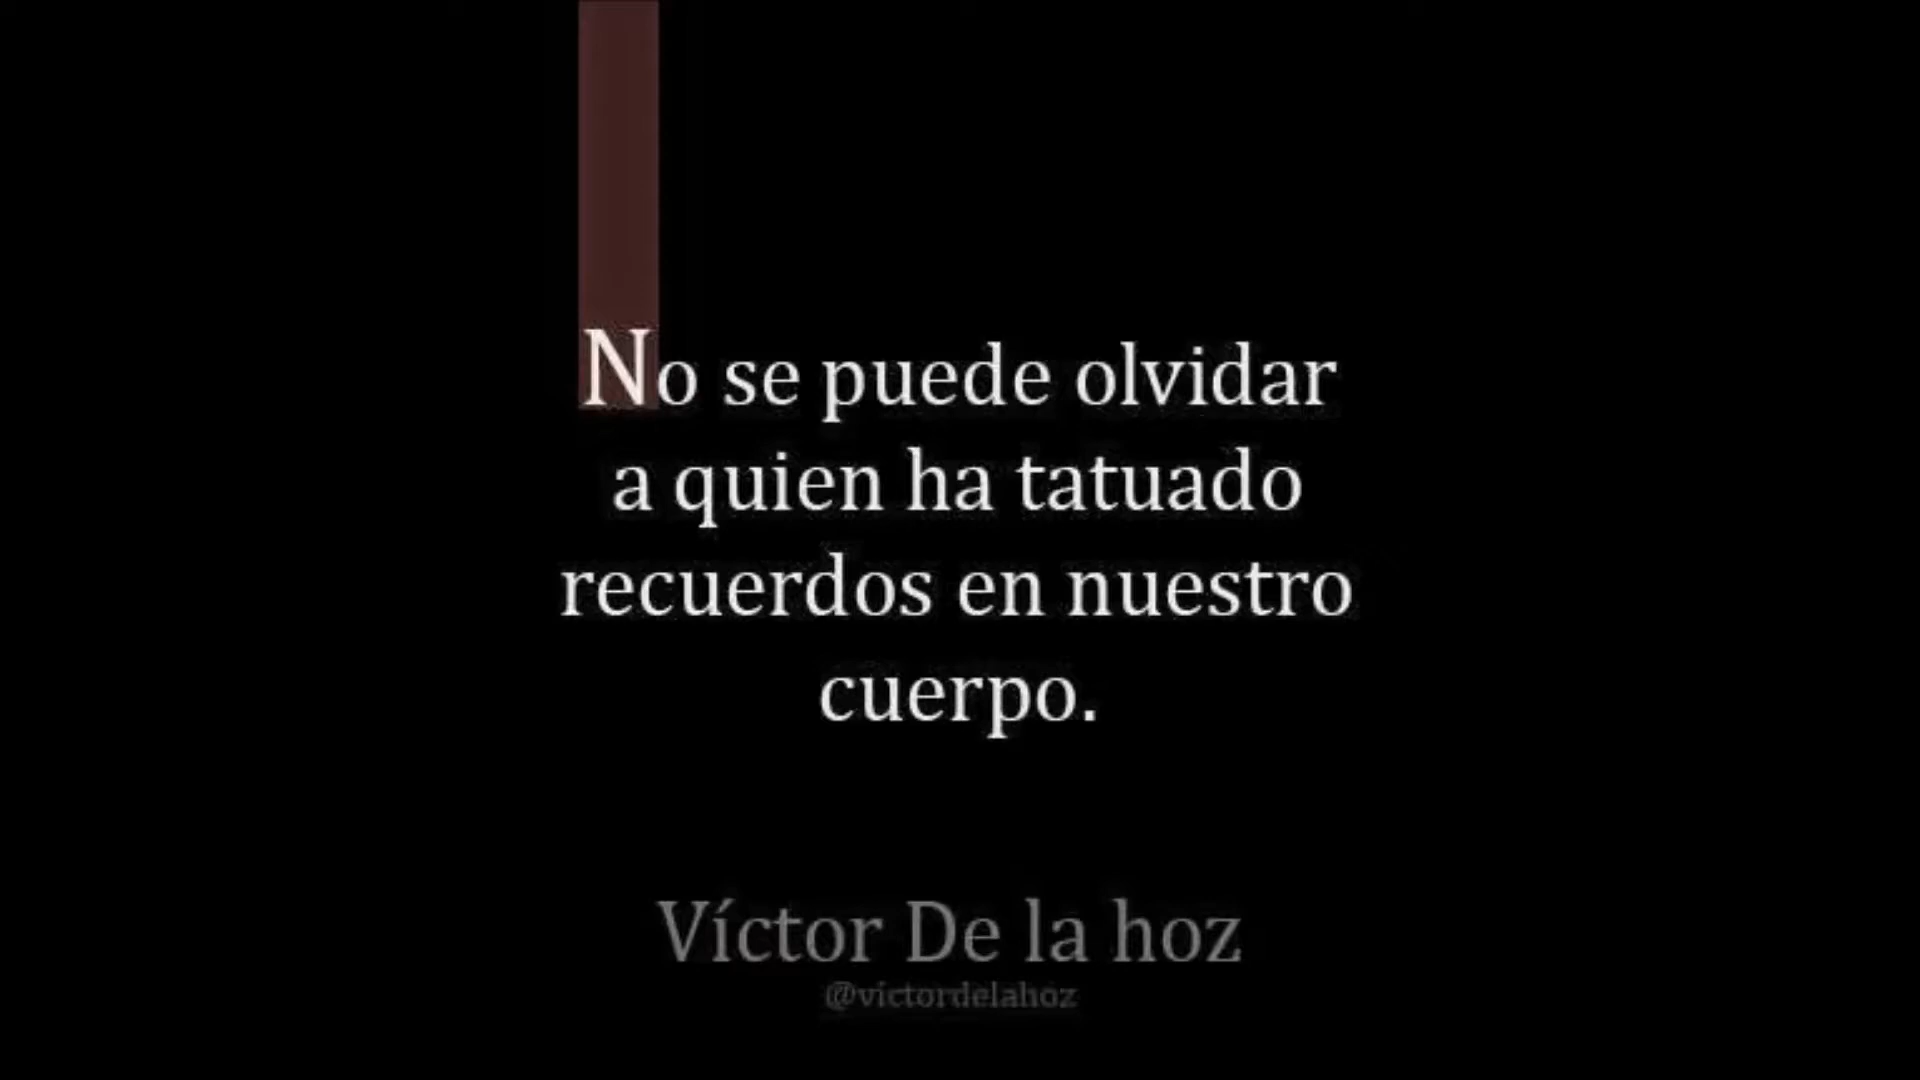 No se puede olvidar
a quien ha tatuado
recuerdos en nuestro
cuerpo.
Víctor De la hoz
@victordelahoz